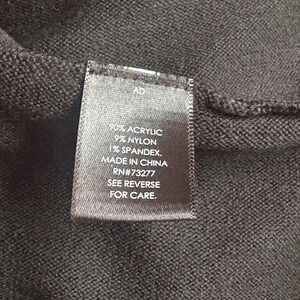 AD
90% ACRYLIC
9% NYLON
1% SPANDEX.
MADE IN CHINA
RN#73277
SEE REVERSE
FOR CARE.